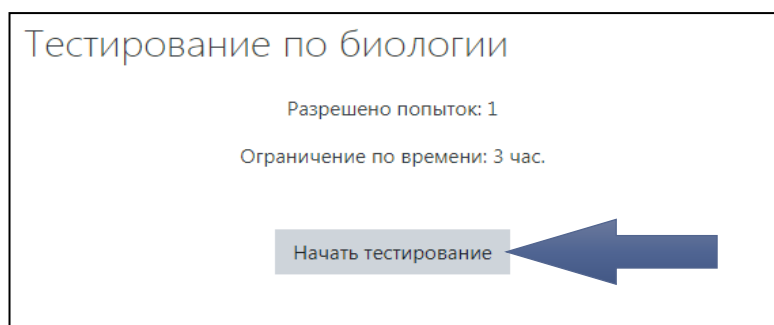 Тестирование по биологии
Разрешено попыток: 1
Ограничение по времени: 3 час.
Начать тестирование